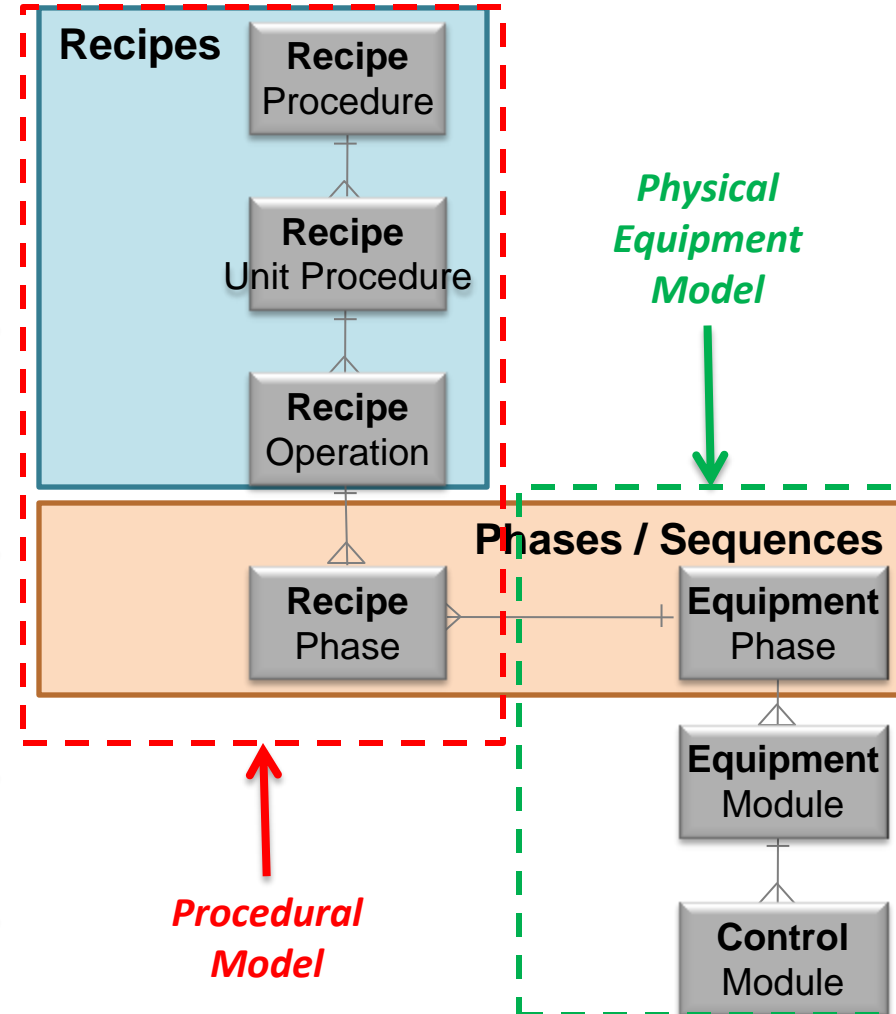 Recipes
Recipe
Procedure
Physical
Equipment
Model
Recipe
Unit Procedure
Recipe
Operation
Phases / Sequences
Recipe
Phase
Equipment
Phase
Equipment
Module
Procedural
Model
Control
Module